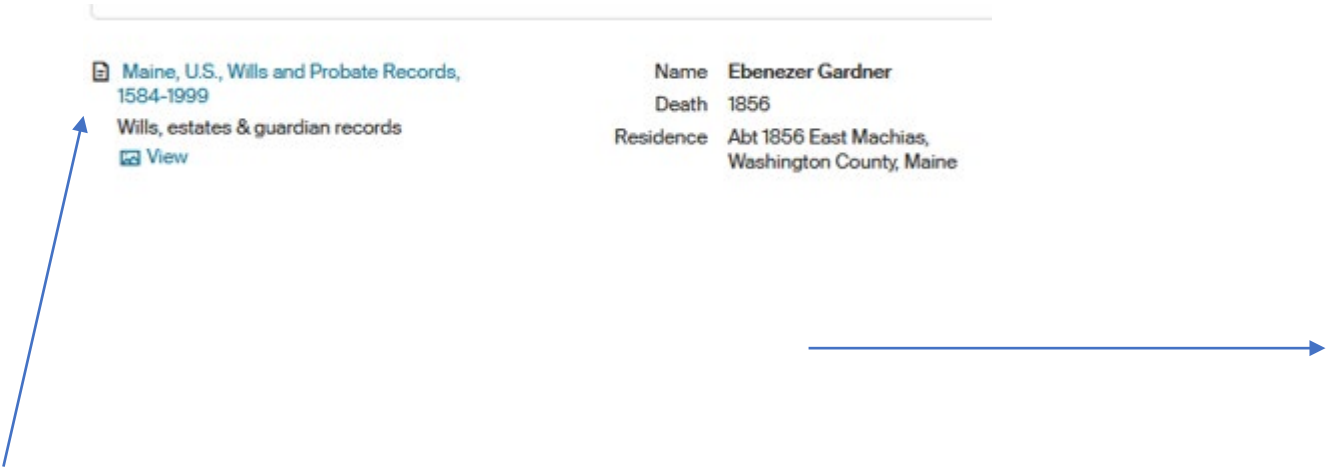 Maine, U.S., Wills and Probate Records,
1584-1999
Wills, estates & guardian records
View
Name Ebenezer Gardner
Death 1856
Residence Abt 1856 East Machias,
Washington County, Maine